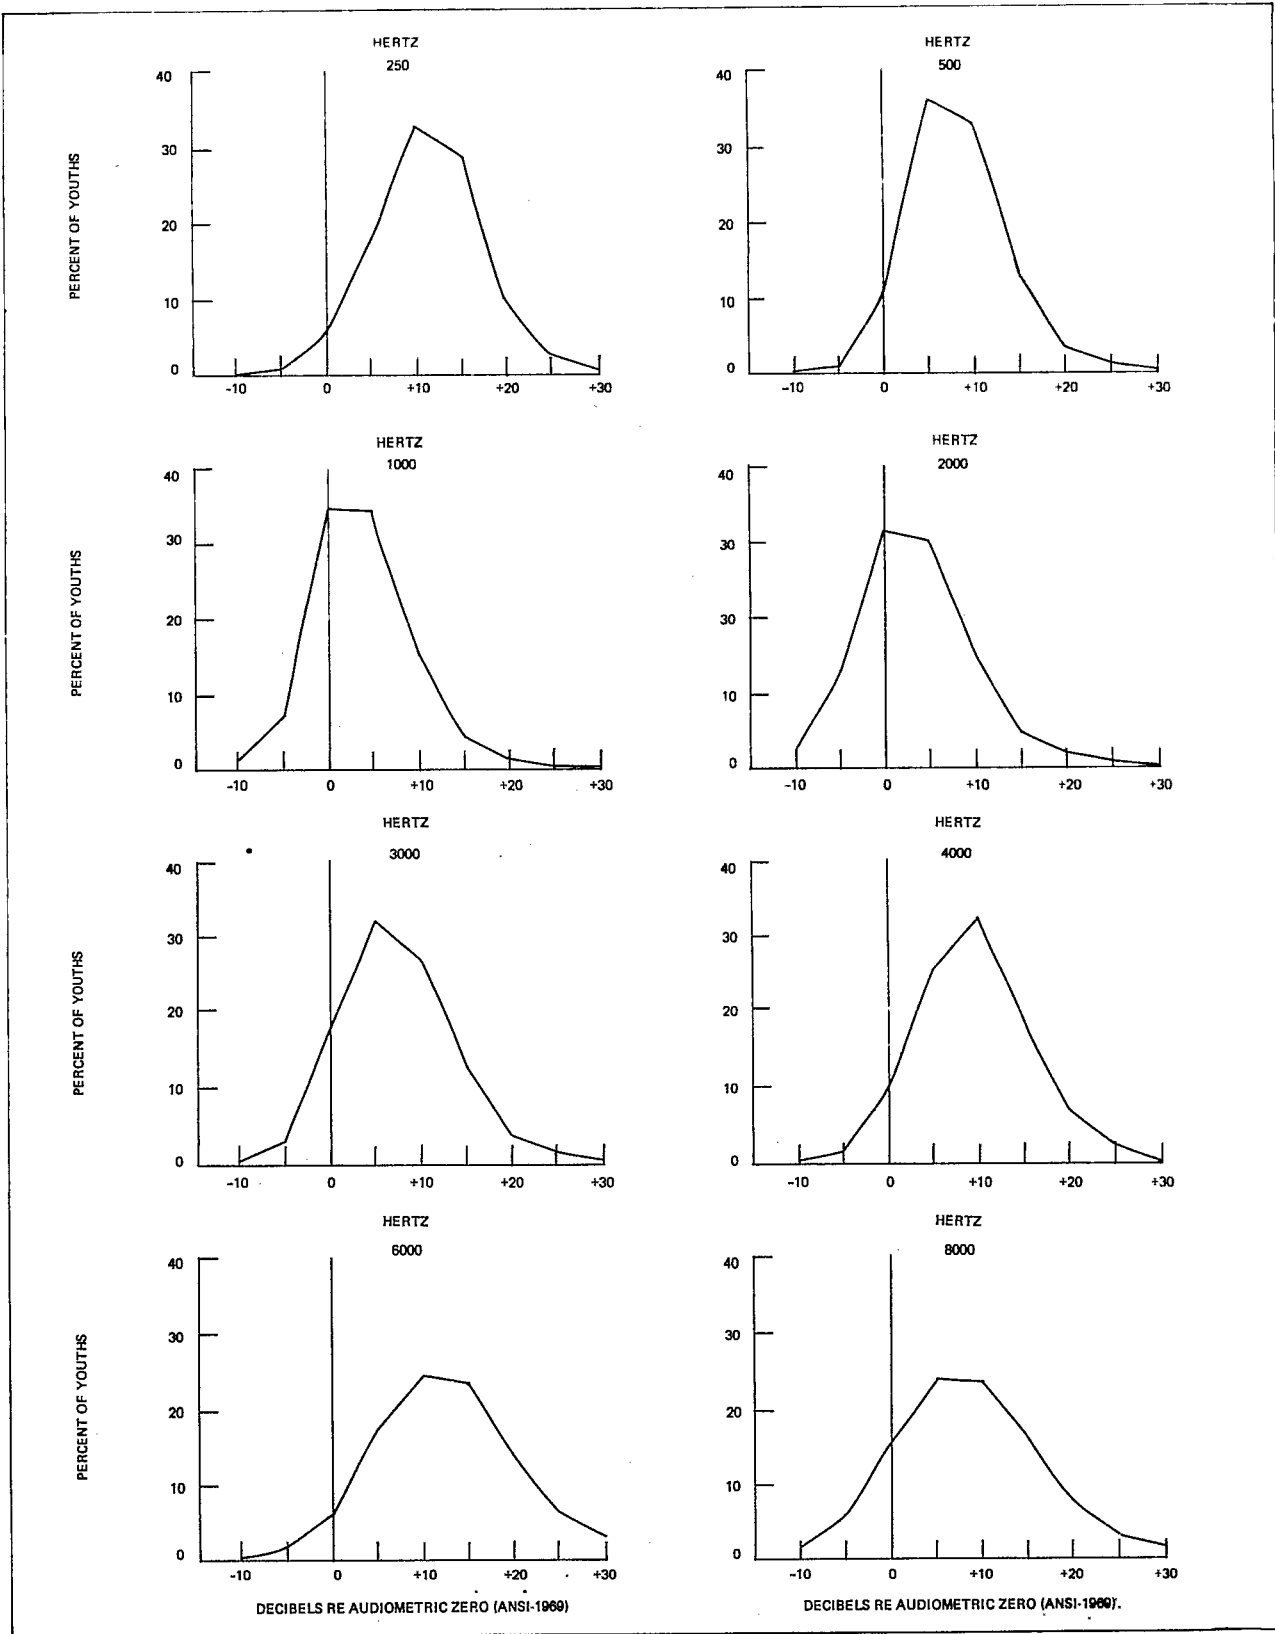 HERTZ
250
40
30
20
10
0
-10 0 +10 +20 +30
PERCENT OF YOUTHS
HERTZ
500
40
30
20
10
0
-10 0 +10 +20 +30
HERTZ
1000
40
30
20
10
0
-10 0 +10 +20 +30
PERCENT OF YOUTHS
HERTZ
2000
40
30
30
10
0
-10 0 +10 +20 +30
HERTZ
3000
40
30
20
10
0
-10 0 +10 +20 +30
PERCENT OF YOUTHS
HERTZ
4000
40
30
20
10
0
-10 0 +10 +20 +30
HERTZ
6000
40
30
20
10
0
-10 0 +10 +20 +30
PERCENT OF YOUTHS
DECIBELS RE AUDIOMETRIC ZERO (ANSI-1969)
HERTZ
8000
40
30
20
10
0
-10 0 +10 +20 +30
DECIBELS RE AUDIOMETRIC ZERO (ANSI-1969).